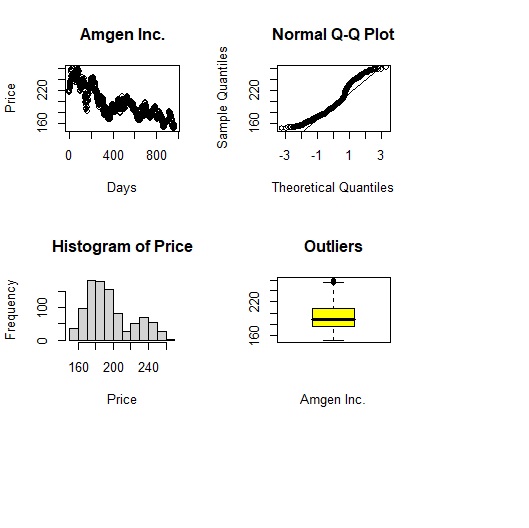 Amgen Inc.
Price
160
220
0
400
800
Days
Normal Q-Q Plot
Sample Quantiles
160
220
-3
-1
1
3
Theoretical Quantiles
Histogram of Price
Frequency
0
100
160
200
240
Price
Outliers
160
220
Amgen Inc.